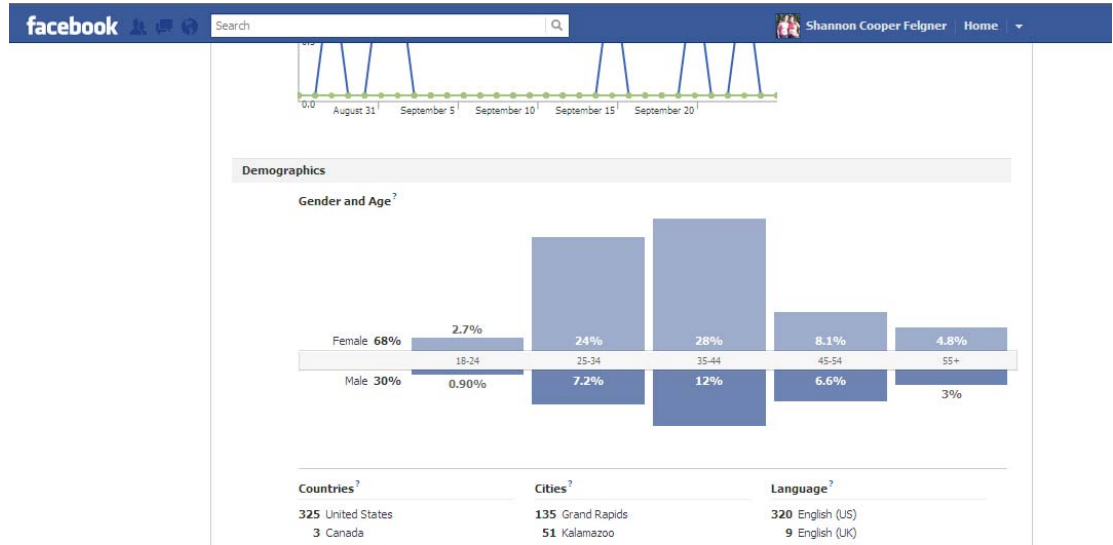 facebook Search Shannon Cooper Felgner Home
0.5
0.0
August 31 September 5 September 10 September 15 September 20
Demographics
Gender and Age?
2.7%
Female 68% 24% 28% 8.1% 4.8%
18-24 25-34 35-44 45-54 55+
Male 30% 0.90% 7.2% 12% 6.6%
3%
Countries? Cities? Language?
325 United States 135 Grand Rapids 320 English (US)
3 Canada 51 Kalamazoo 9 English (UK)